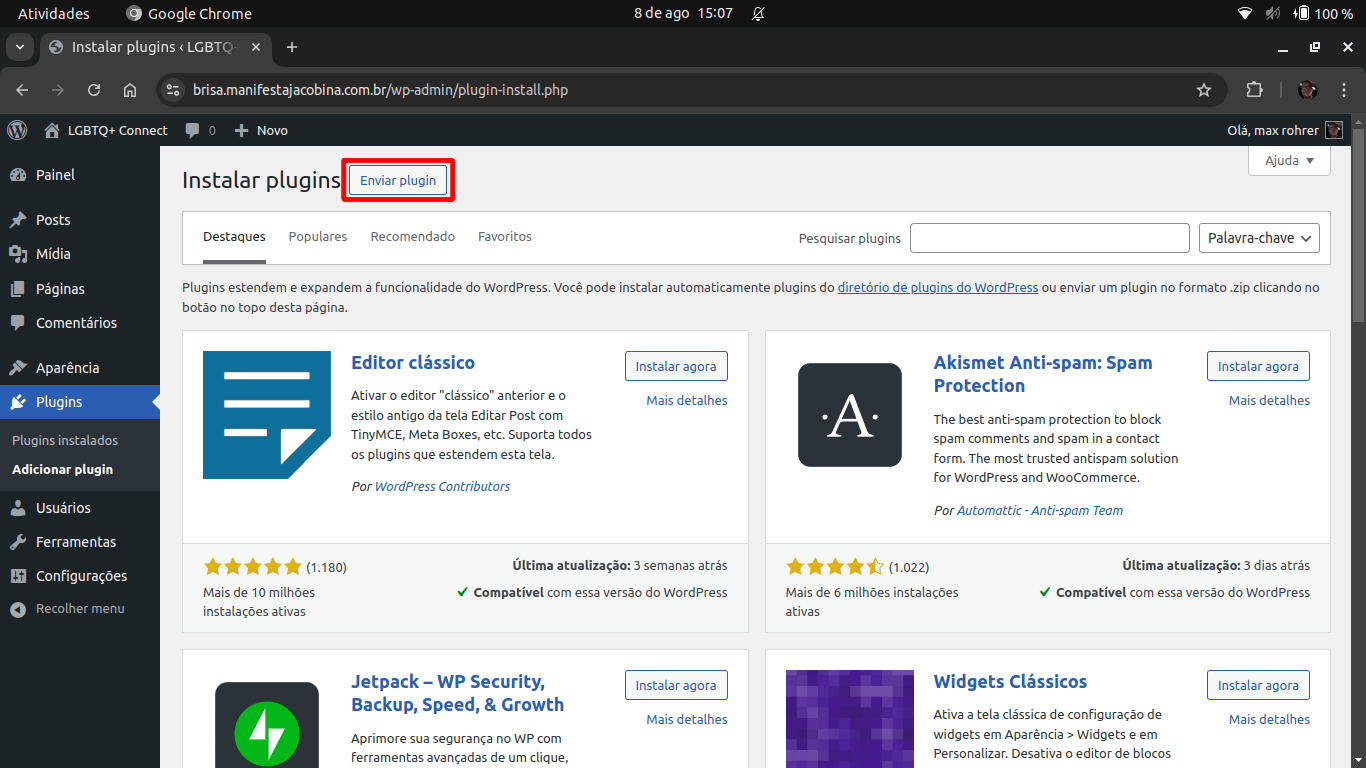 Atividades
Google Chrome
8 de ago 15:07
100 %
Instalar plugins ‹ LGBTQ+
brisa.manifestajacobina.com.br/wp-admin/plugin-install.php
LGBTQ+ Connect
0
Novo
Olá, max rohrer
Painel
Posts
Mídia
Páginas
Comentários
Aparência
Plugins
Plugins instalados
Adicionar plugin
Usuários
Ferramentas
Configurações
Recolher menu
Instalar plugins
Enviar plugin
Ajuda
Destaques
Populares
Recomendado
Favoritos
Pesquisar plugins
Palavra-chave
Plugins estendem e expandem a funcionalidade do WordPress. Você pode instalar automaticamente plugins do diretório de plugins do WordPress ou enviar um plugin no formato .zip clicando no
botão no topo desta página.
Editor clássico
Instalar agora
Mais detalhes
Ativar o editor "clássico" anterior e o
estilo antigo da tela Editar Post com
TinyMCE, Meta Boxes, etc. Suporta todos
os plugins que estendem esta tela.
Por WordPress Contributors
(1.180)
Mais de 10 milhões
instalações ativas
Última atualização: 3 semanas atrás
Compatível com essa versão do WordPress
·A·
Akismet Anti-spam: Spam
Protection
Instalar agora
Mais detalhes
The best anti-spam protection to block
spam comments and spam in a contact
form. The most trusted antispam solution
for WordPress and WooCommerce.
Por Automattic - Anti-spam Team
(1.022)
Mais de 6 milhões instalações
ativas
Última atualização: 3 dias atrás
Compatível com essa versão do WordPress
Jetpack – WP Security,
Backup, Speed, & Growth
Instalar agora
Mais detalhes
Aprimore sua segurança no WP com
ferramentas avançadas de um clique,
Widgets Clássicos
Instalar agora
Mais detalhes
Ativa a tela clássica de configuração de
widgets em Aparência > Widgets e em
Personalizar. Desativa o editor de blocos